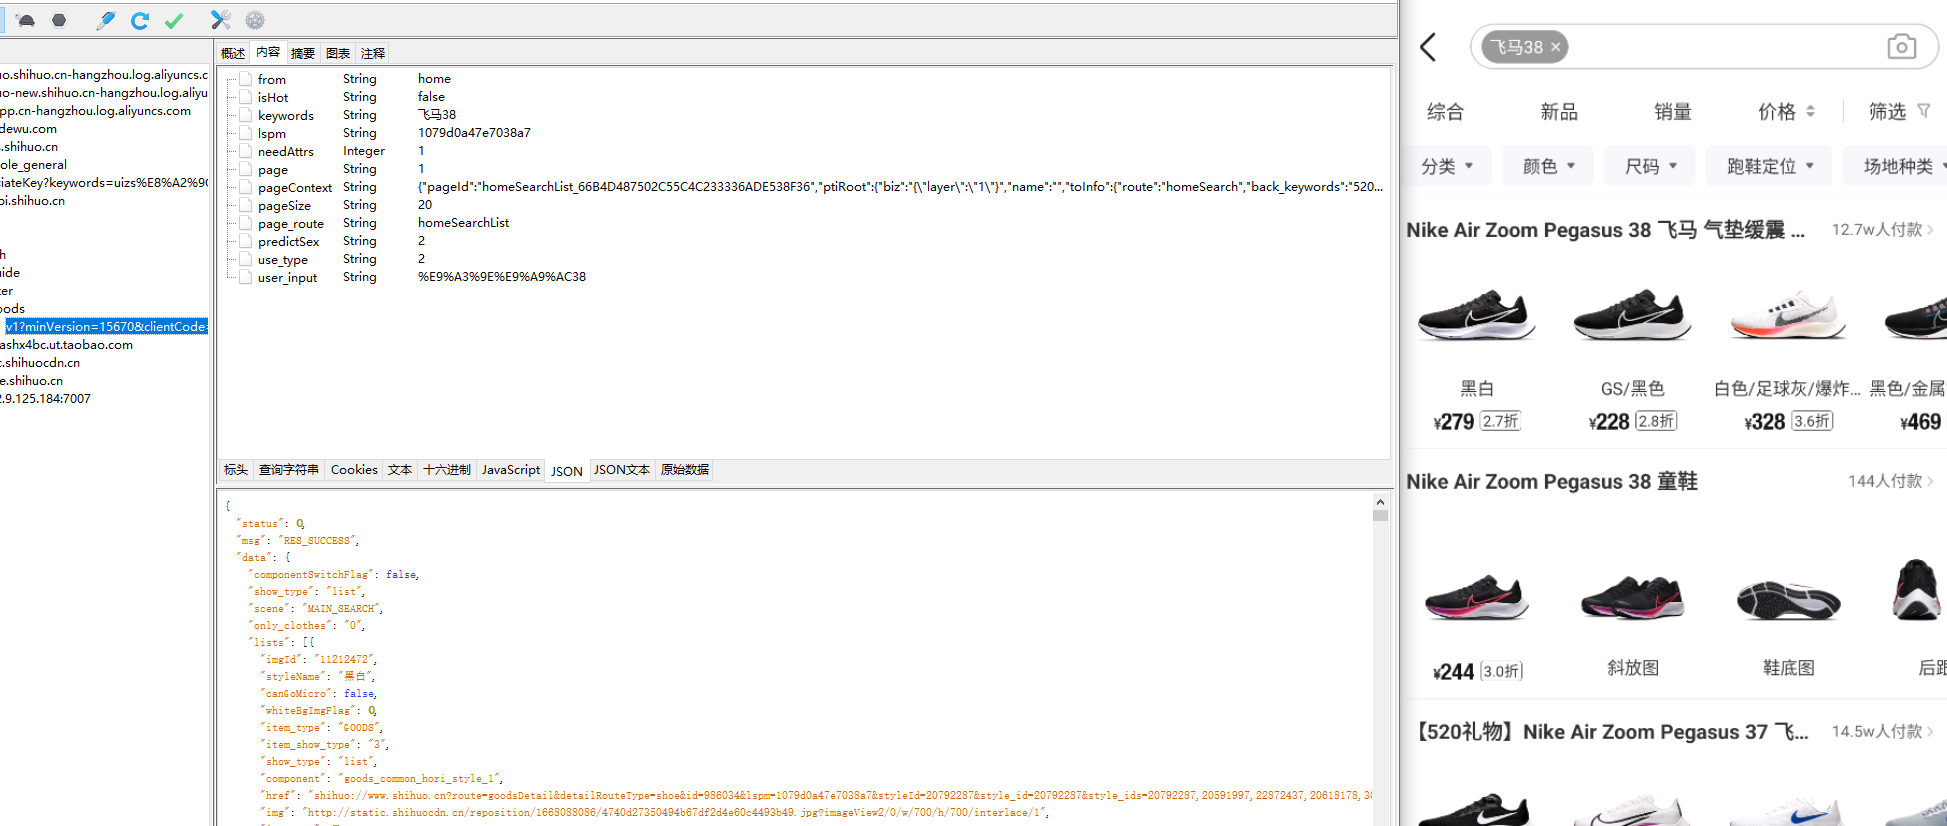 概述 内容 摘要 图表 注释
uo.shihuo.cn-hangzhou.log.aliyuncs.c
uo-new.shihuo.cn-hangzhou.log.aliyu
pp.cn-hangzhou.log.aliyuncs.com
dewu.com
s.shihuo.cn
ole_general
ciateKey?keywords=uizs%E8%A2%9C
pi.shihuo.cn
h
uide
ter
oods
v1?minVersion=15670&clientCode=
ashx4bc.ut.taobao.com
c.shihuocdn.cn
e.shihuo.cn
2.9.125.184:7007
from String home
isHot String false
keywords String 飞马38
lspm String 1079d0a47e7038a7
needAttrs Integer 1
page String 1
pageContext String {"pageId":"homeSearchList_66B4D487502C55C4C233336ADE538F36","ptiRoot":{"biz":"{\"layer\":\"1\"}","name":"","toInfo":{"route":"homeSearch","back_keywords":"520...
pageSize String 20
page_route String homeSearchList
predictSex String 2
use_type String 2
user_input String %E9%A3%9E%E9%A9%AC38
标头 查询字符串 Cookies 文本 十六进制 JavaScript JSON JSON文本 原始数据
{
"status": 0,
"msg": "RES_SUCCESS",
"data": {
"componentSwitchFlag": false,
"show_type": "list",
"scene": "MAIN_SEARCH",
"only_clothes": "0",
"lists": [{
"imgId": "11212472",
"styleName": "黑白",
"canGoMicro": false,
"whiteBgImgFlag": 0,
"item_type": "GOODS",
"item_show_type": "3",
"show_type": "list",
"component": "goods_common_hori_style_1",
"href": "shihuo://www.shihuo.cn?route=goodsDetail&detailRouteType=shoe&id=986034&lspm=1079d0a47e7038a7&styleId=20792287&style_id=20792287&style_ids=20792287,20591997,22872437,20618178,30
"img": "http://static.shihuocdn.cn/reposition/1668088086/4740d27350494b67df2d4e60c4493b49.jpg?imageView2/0/w/700/h/700/interlace/1",
飞马38 ×
综合 新品 销量 价格 筛选
分类 颜色 尺码 跑鞋定位 场地种类
Nike Air Zoom Pegasus 38 飞马 气垫缓震 ... 12.7w人付款
黑白 GS/黑色 白色/足球灰/爆炸... 黑色/金属
¥279 2.7折 ¥228 2.8折 ¥328 3.6折 ¥469
Nike Air Zoom Pegasus 38 童鞋 144人付款
¥244 3.0折 斜放图 鞋底图 后跟
【520礼物】Nike Air Zoom Pegasus 37 飞... 14.5w人付款